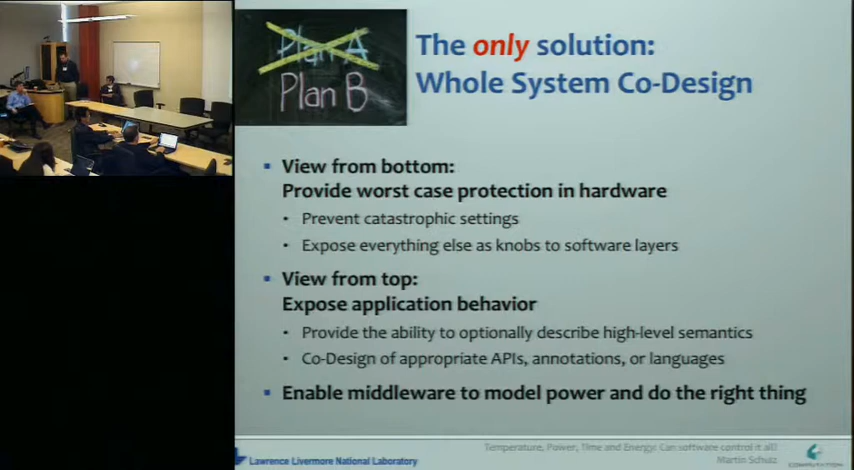 Plan A
Plan B
The only solution:
Whole System Co-Design
View from bottom:
Provide worst case protection in hardware
Prevent catastrophic settings
Expose everything else as knobs to software layers
View from top:
Expose application behavior
Provide the ability to optionally describe high-level semantics
Co-Design of appropriate APIs, annotations, or languages
Enable middleware to model power and do the right thing
Temperature, Power, Time and Energy: Can software control it all?
Martin Schulz
Lawrence Livermore National Laboratory
COMPUTATION